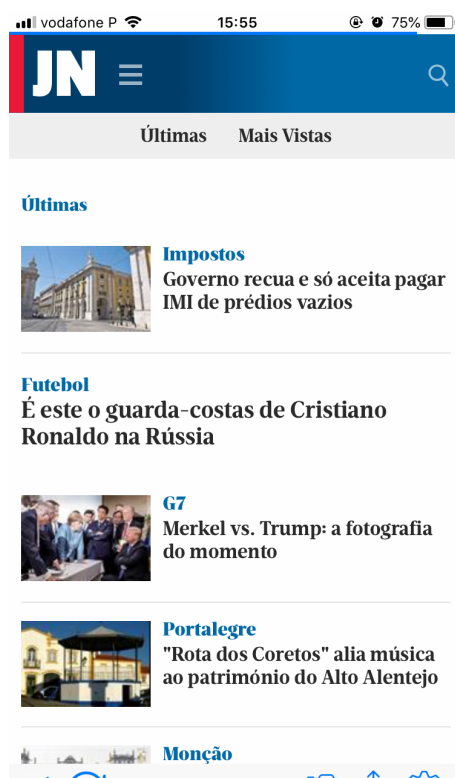 vodafone P 15:55 75%
JN
Últimas Mais Vistas
Últimas
Impostos
Governo recua e só aceita pagar
IMI de prédios vazios
Futebol
É este o guarda-costas de Cristiano
Ronaldo na Rússia
G7
Merkel vs. Trump: a fotografia
do momento
Portalegre
"Rota dos Coretos" alia música
ao património do Alto Alentejo
Monção